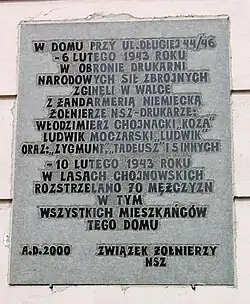 W DOMU PRZY UL.DŁUGIEJ 44/46
-6 LUTEGO 1943 ROKU
W OBRONIE DRUKARNI
NARODOWYCH SIŁ ZBROJNYCH
ZGINĘLI W WALCE
Z ŻANDARMERIĄ NIEMIECKĄ
ŻOŁNIERZE NSZ-DRUKARZE:
WŁODZIMIERZ CHOJNACKI „KOZA”
LUDWIK MOCZARSKI „LUDWIK”
ORAZ: „ZYGMUNT”, „TADEUSZ” I 5 INNYCH
-10 LUTEGO 1943 ROKU
W LASACH CHOJNOWSKICH
ROZSTRZELANO 70 MĘŻCZYZN
W TYM
WSZYSTKICH MIESZKAŃCÓW
TEGO DOMU
A.D.2000 ZWIĄZEK ŻOŁNIERZY
NSZ